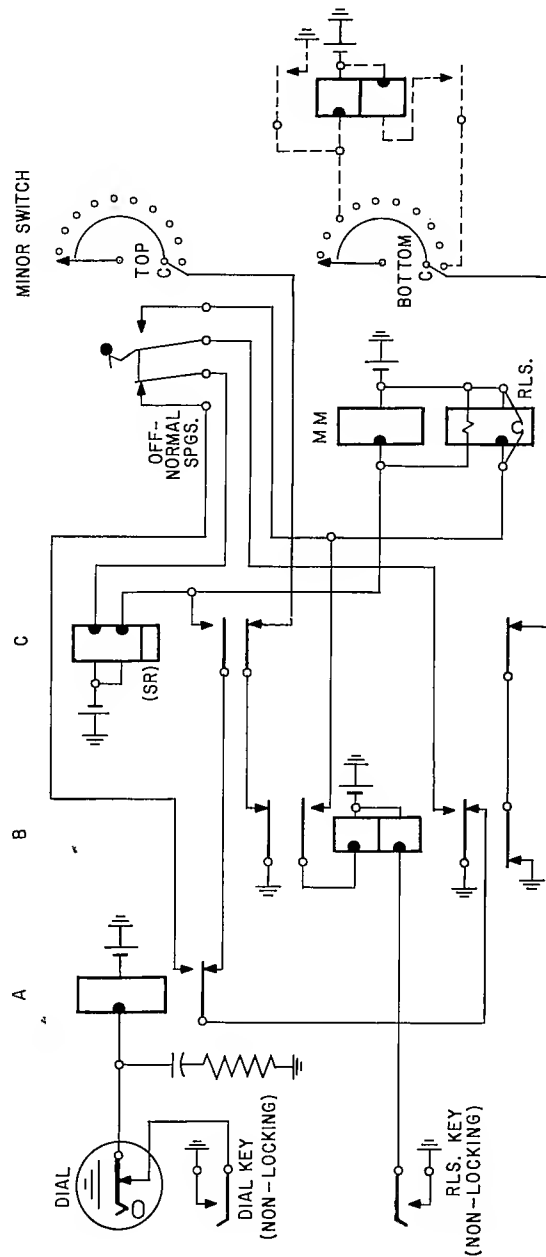 MINOR SWITCH
TOP
C
BOTTOM
C
OFF-
NORMAL
SPGS.
MM
RLS.
C
(SR)
B
A
DIAL
DIAL KEY
(NON-LOCKING)
RLS. KEY
(NON-LOCKING)